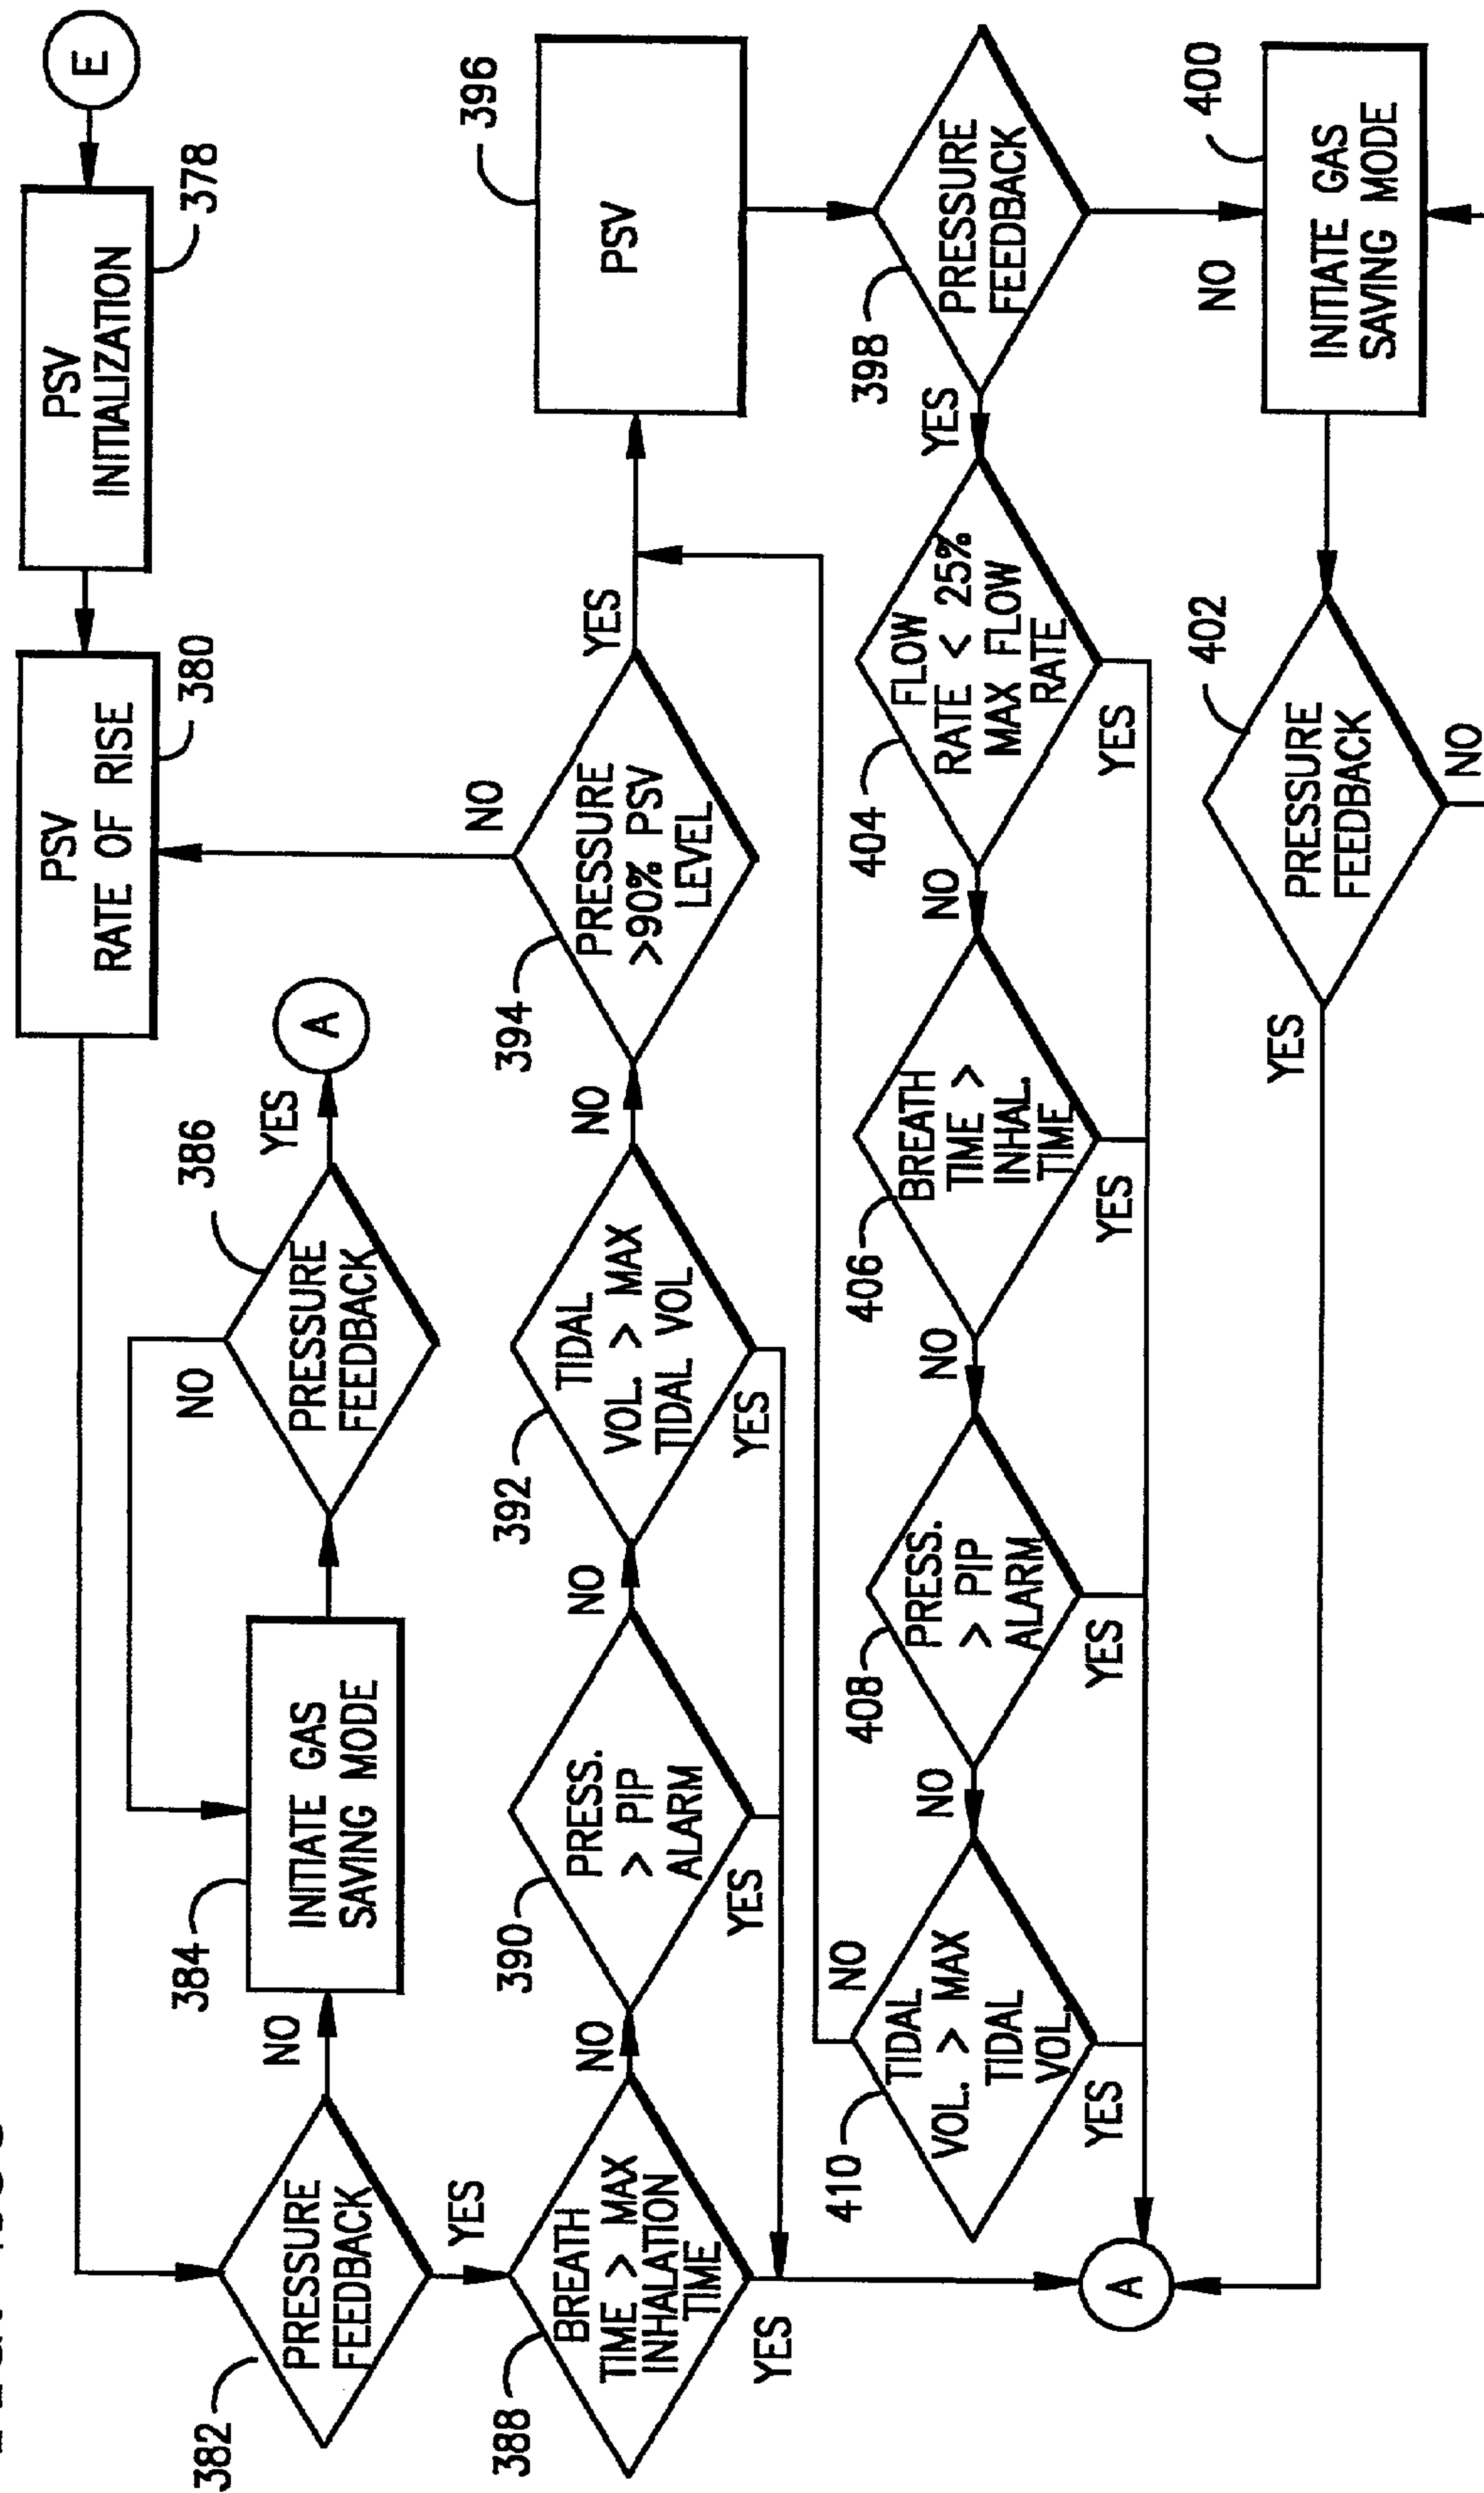 E
PSV
INITIALIZATION
378
PSV
RATE OF RISE
380
382
PRESSURE
FEEDBACK
NO
YES
384
INITIATE GAS
SAVING MODE
NO
386
PRESSURE
FEEDBACK
YES
A
388
BREATH
TIME > MAX
INHALATION
TIME
NO
YES
390
PRESS.
> PIP
ALARM
NO
YES
392
TIDAL
VOL. > MAX
TIDAL VOL
NO
YES
394
PRESSURE
>90% PSV
LEVEL
NO
YES
396
PSV
398
PRESSURE
FEEDBACK
YES
NO
404
FLOW
RATE < 25%
MAX FLOW
RATE
NO
YES
406
BREATH
TIME >
INHAL.
TIME
NO
YES
408
PRESS.
> PIP
ALARM
NO
YES
410
TIDAL
VOL. > MAX
TIDAL
VOL.
NO
YES
A
400
INITIATE GAS
SAVING MODE
402
PRESSURE
FEEDBACK
YES
NO